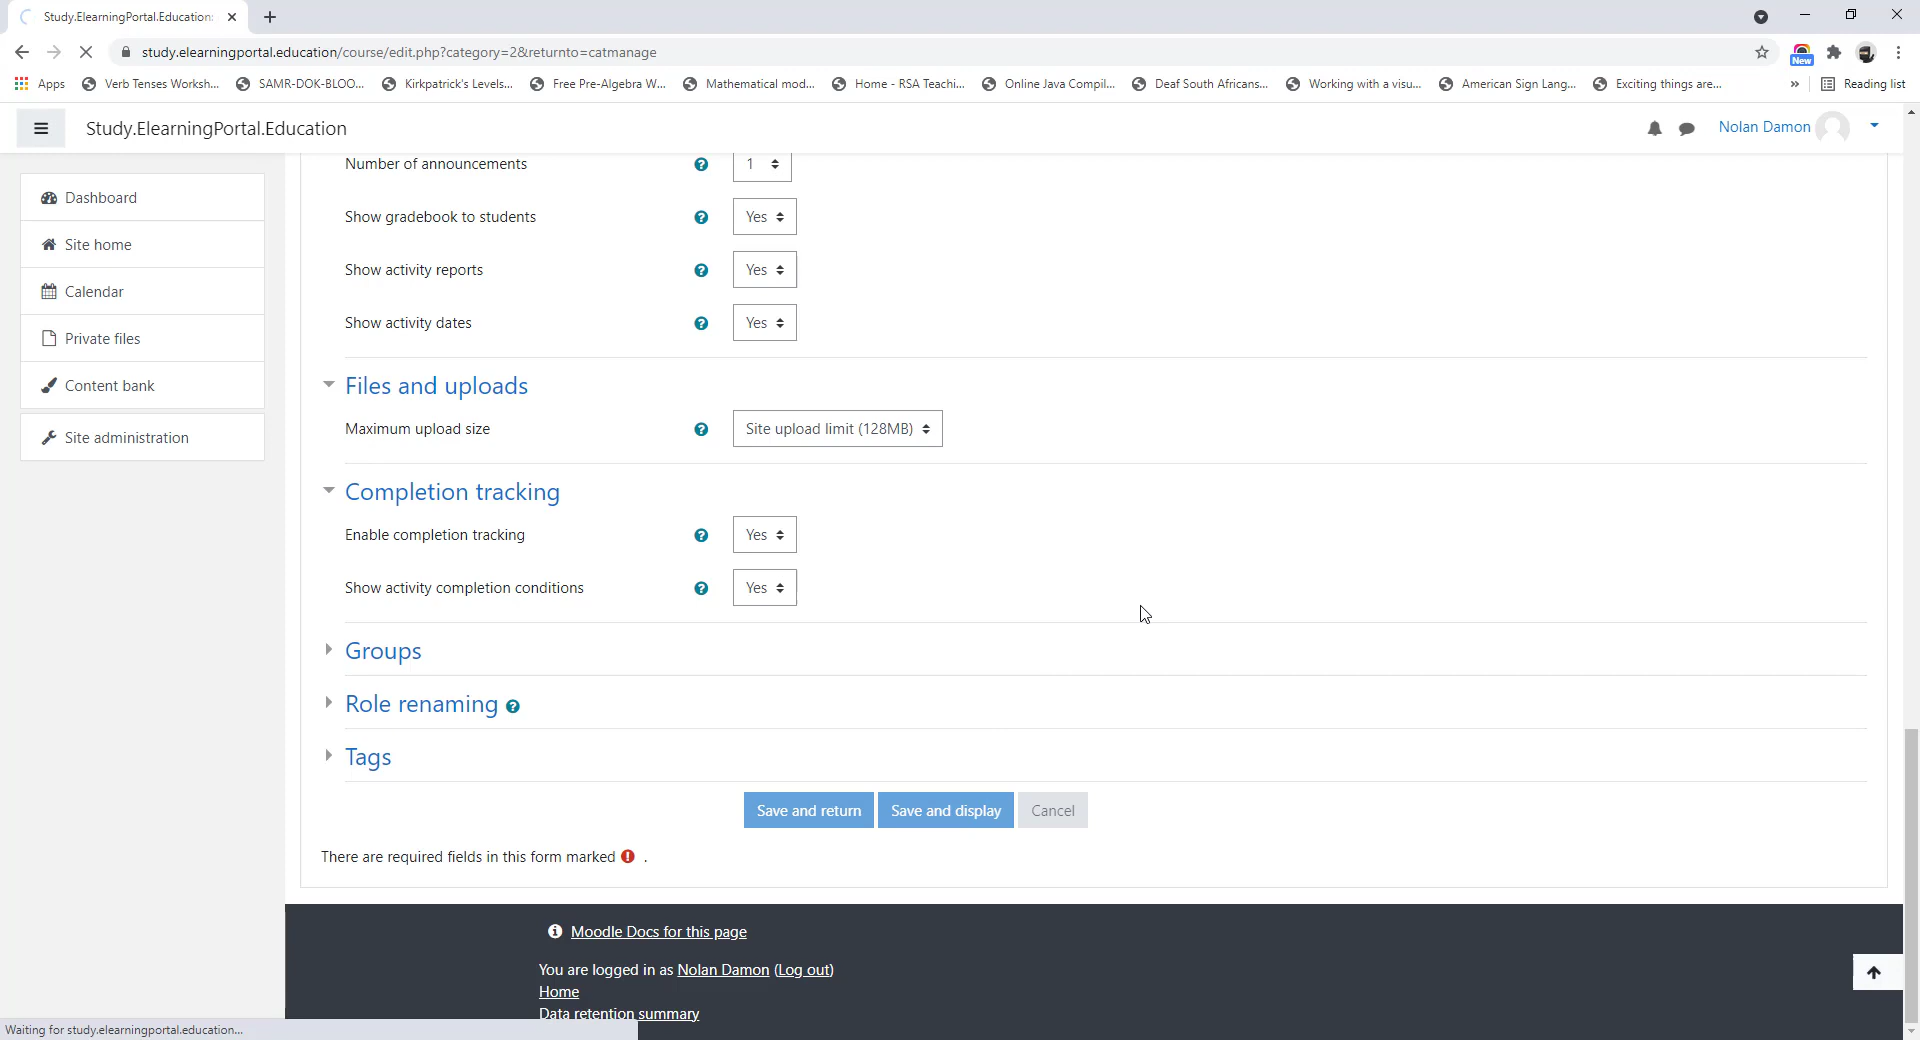 Study.ElearningPortal.Education:
study.elearningportal.education/course/edit.php?category=2&returnto=catmanage
New
Apps Verb Tenses Worksh... SAMR-DOK-BLOO... Kirkpatrick's Levels... Free Pre-Algebra W... Mathematical mod... Home - RSA Teachi... Online Java Compil... Deaf South Africans... Working with a visu... American Sign Lang... Exciting things are... » Reading list
Study.ElearningPortal.Education
Nolan Damon
Dashboard
Site home
Calendar
Private files
Content bank
Site administration
Number of announcements 1
Show gradebook to students Yes
Show activity reports Yes
Show activity dates Yes
Files and uploads
Maximum upload size Site upload limit (128MB)
Completion tracking
Enable completion tracking Yes
Show activity completion conditions Yes
Groups
Role renaming
Tags
Save and return Save and display Cancel
There are required fields in this form marked .
Moodle Docs for this page
You are logged in as Nolan Damon (Log out)
Home
Data retention summary
Waiting for study.elearningportal.education...